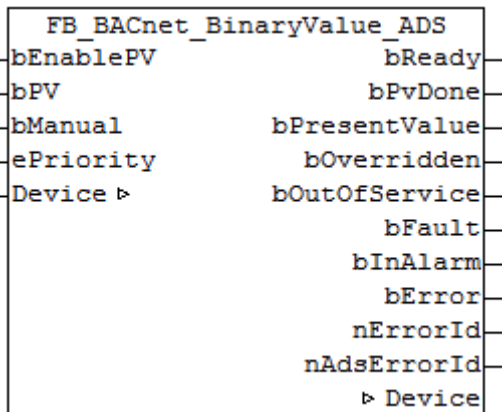 FB_BACnet_BinaryValue_ADS
bEnablePV bReady
bPV bPvDone
bManual bPresentValue
ePriority bOverridden
Device ▹ bOutOfService
bFault
bInAlarm
bError
nErrorId
nAdsErrorId
▹ Device